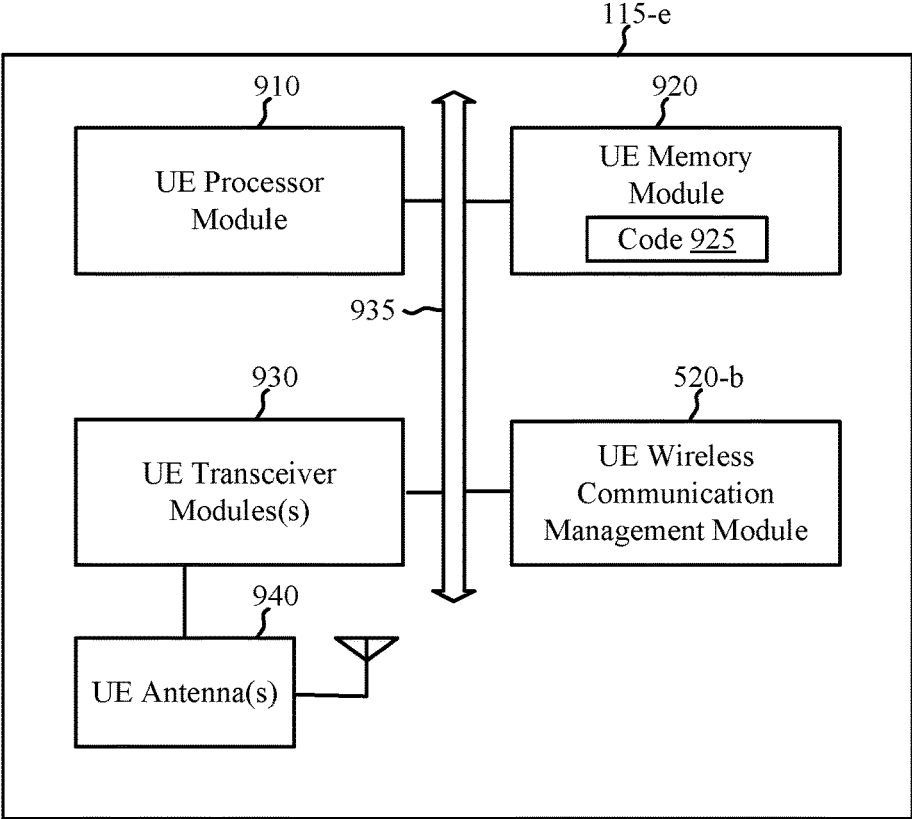 115-e
910
920
UE Processor
Module
UE Memory
Module
Code 925
935
930
520-b
UE Transceiver
Modules(s)
UE Wireless
Communication
Management Module
940
UE Antenna(s)